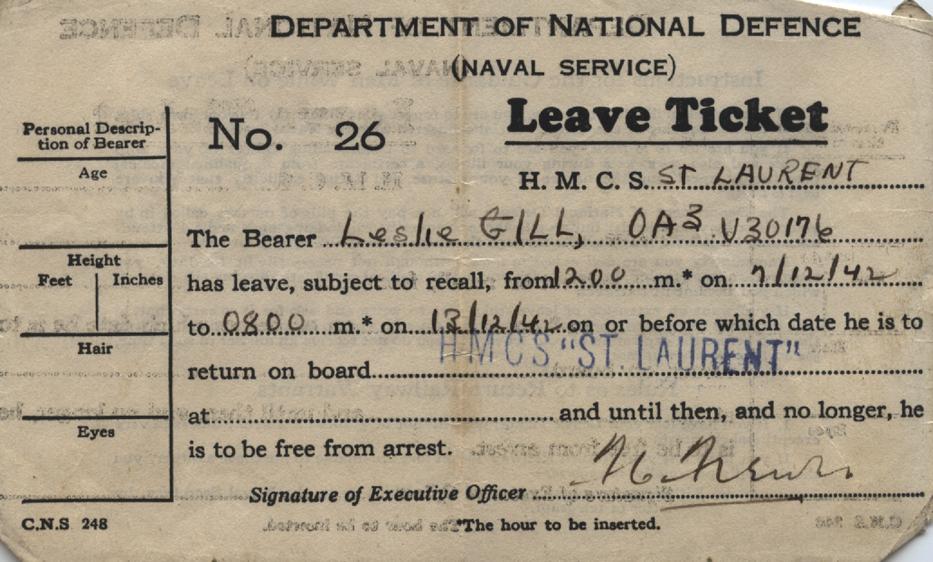 DEPARTMENT OF NATIONAL DEFENCE
(NAVAL SERVICE)
Leave Ticket
No. 26
H. M. C. S. ST LAURENT
Personal Descrip-
tion of Bearer
Age
Height
Feet Inches
Hair
Eyes
The Bearer Leslie GILL, OA3 V30176
has leave, subject to recall, from 1200 m.* on 7/12/42
to 0800 m.* on 13/12/42 on or before which date he is to
return on board HMCS "ST. LAURENT"
at and until then, and no longer, he
is to be free from arrest.
Signature of Executive Officer
C.N.S. 248
*The hour to be inserted.